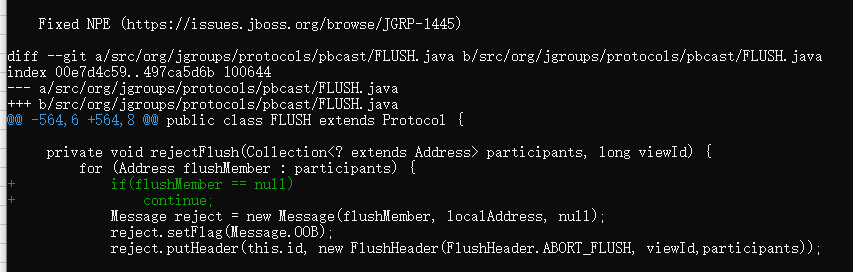 Fixed NPE (https://issues.jboss.org/browse/JGRP-1445)
diff --git a/src/org/jgroups/protocols/pbcast/FLUSH.java b/src/org/jgroups/protocols/pbcast/FLUSH.java
index 00e7d4c59..497ca5d6b 100644
--- a/src/org/jgroups/protocols/pbcast/FLUSH.java
+++ b/src/org/jgroups/protocols/pbcast/FLUSH.java
@@ -564,6 +564,8 @@ public class FLUSH extends Protocol {
    private void rejectFlush(Collection<? extends Address> participants, long viewId) {
        for (Address flushMember : participants) {
+            if(flushMember == null)
+                continue;
            Message reject = new Message(flushMember, localAddress, null);
            reject.setFlag(Message.OOB);
            reject.putHeader(this.id, new FlushHeader(FlushHeader.ABORT_FLUSH, viewId,participants));